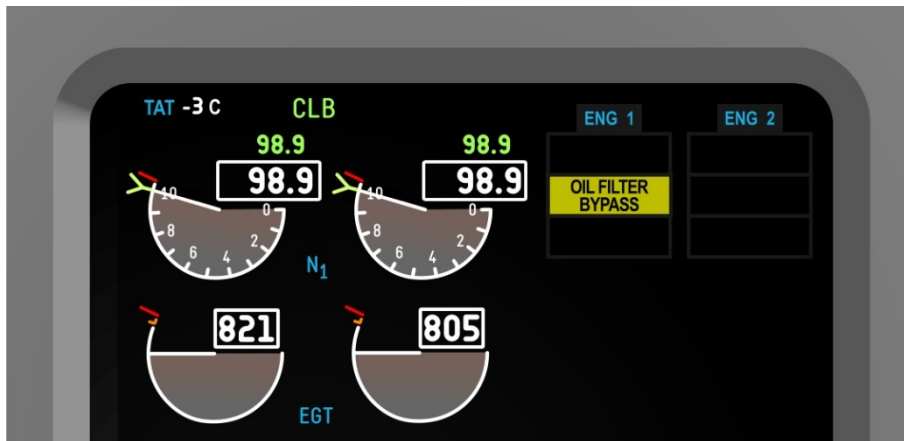 TAT -3 C
CLB
ENG 1
ENG 2
98.9
98.9
98.9
98.9
10
8
6
4
2
0
10
8
6
4
2
0
OIL FILTER
BYPASS
N1
821
805
EGT